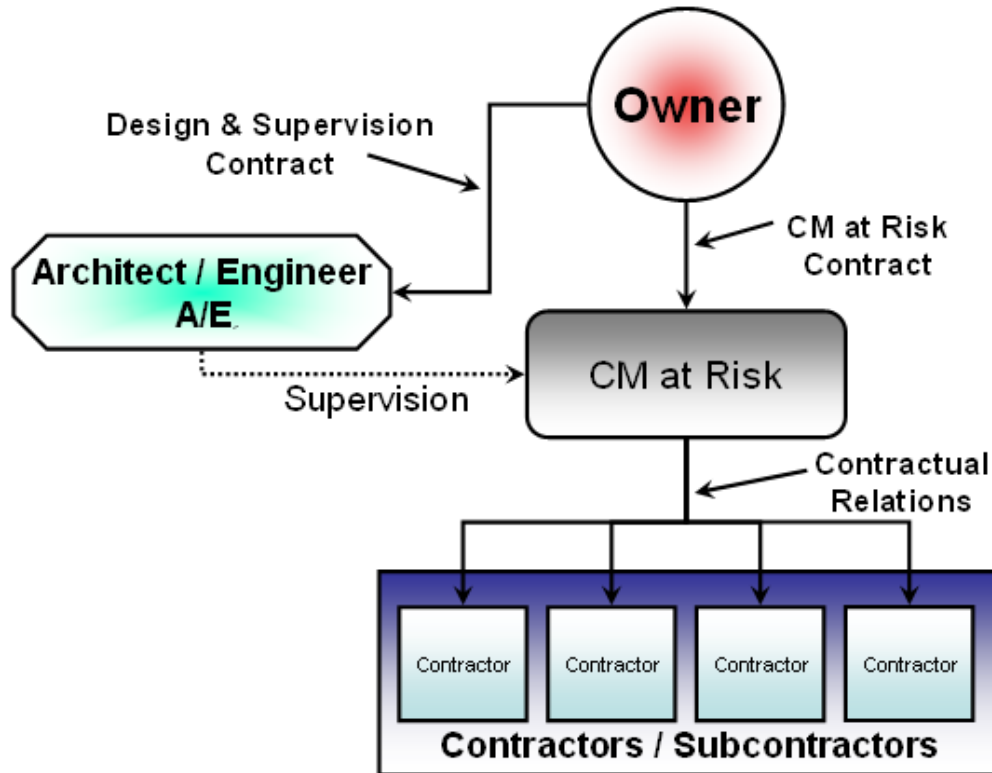 Owner
Design & Supervision
Contract
CM at Risk
Contract
Architect / Engineer
A/E
CM at Risk
Supervision
Contractual
Relations
Contractor
Contractor
Contractor
Contractor
Contractors / Subcontractors